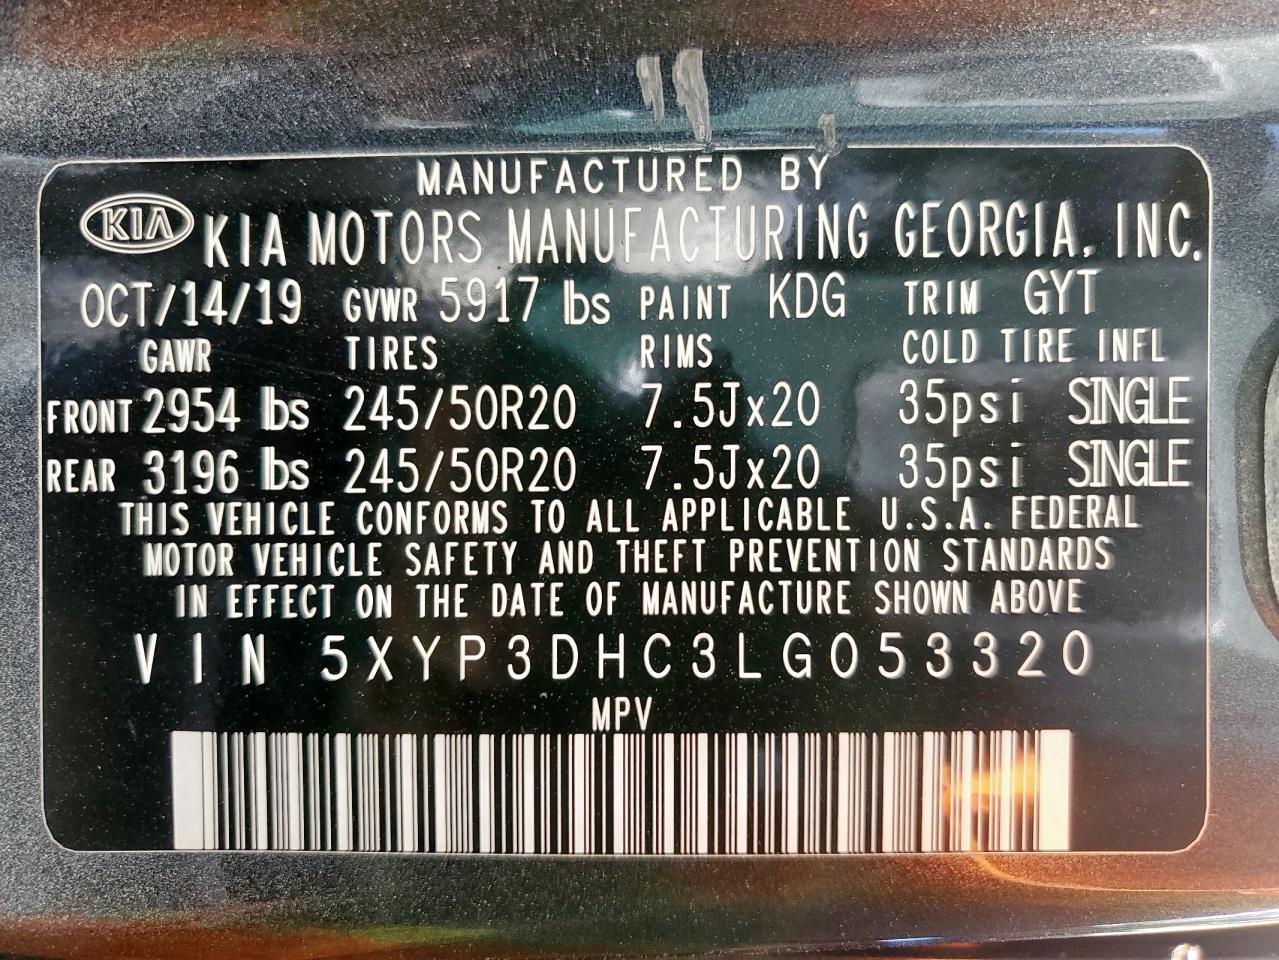 MANUFACTURED BY
KIA KIA MOTORS MANUFACTURING GEORGIA, INC.
OCT/14/19 GVWR 5917 lbs PAINT KDG TRIM GYT
GAWR TIRES RIMS COLD TIRE INFL
FRONT 2954 lbs 245/50R20 7.5Jx20 35psi SINGLE
REAR 3196 lbs 245/50R20 7.5Jx20 35psi SINGLE
THIS VEHICLE CONFORMS TO ALL APPLICABLE U.S.A. FEDERAL
MOTOR VEHICLE SAFETY AND THEFT PREVENTION STANDARDS
IN EFFECT ON THE DATE OF MANUFACTURE SHOWN ABOVE
VIN 5XYP3DHC3LG053320
MPV